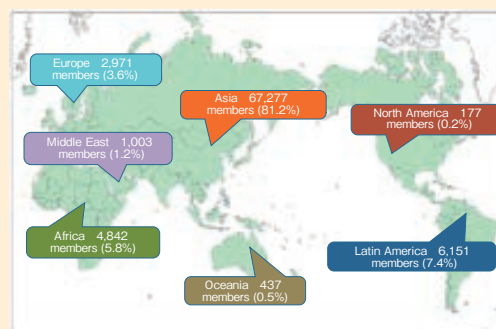 Europe 2,971
members (3.6%)
Asia 67,277
members (81.2%)
North America 177
members (0.2%)
Middle East 1,003
members (1.2%)
Africa 4,842
members (5.8%)
Latin America 6,151
members (7.4%)
Oceania 437
members (0.5%)